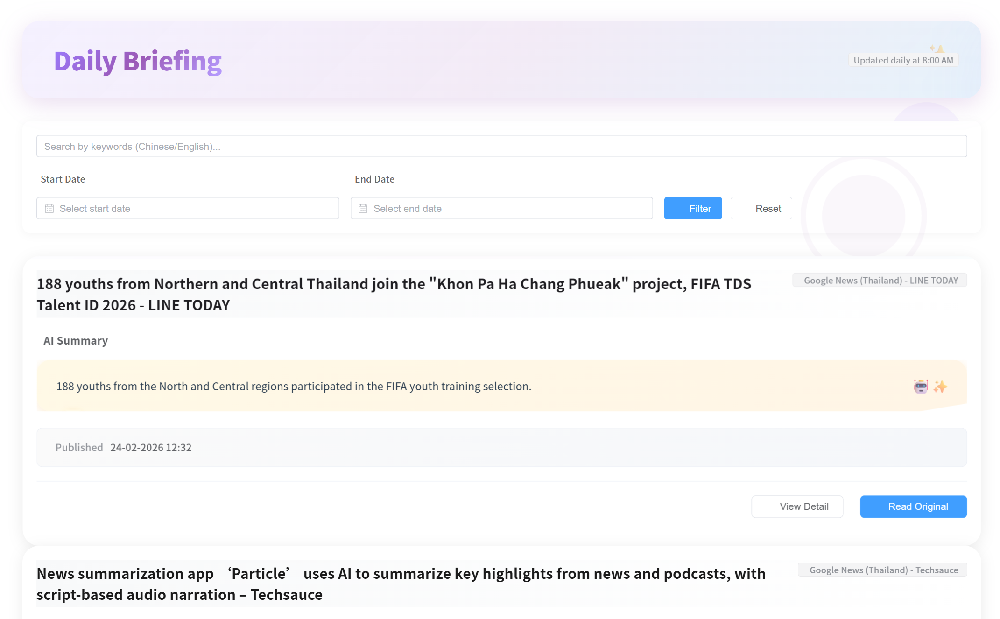 Daily Briefing
Updated daily at 8:00 AM
Search by keywords (Chinese/English)...
Start Date
End Date
Select start date
Select end date
Filter
Reset
188 youths from Northern and Central Thailand join the "Khon Pa Ha Chang Phueak" project, FIFA TDS
Talent ID 2026 - LINE TODAY
Google News (Thailand) - LINE TODAY
AI Summary
188 youths from the North and Central regions participated in the FIFA youth training selection.
Published 24-02-2026 12:32
View Detail
Read Original
News summarization app ‘Particle’ uses AI to summarize key highlights from news and podcasts, with
script-based audio narration – Techsauce
Google News (Thailand) - Techsauce